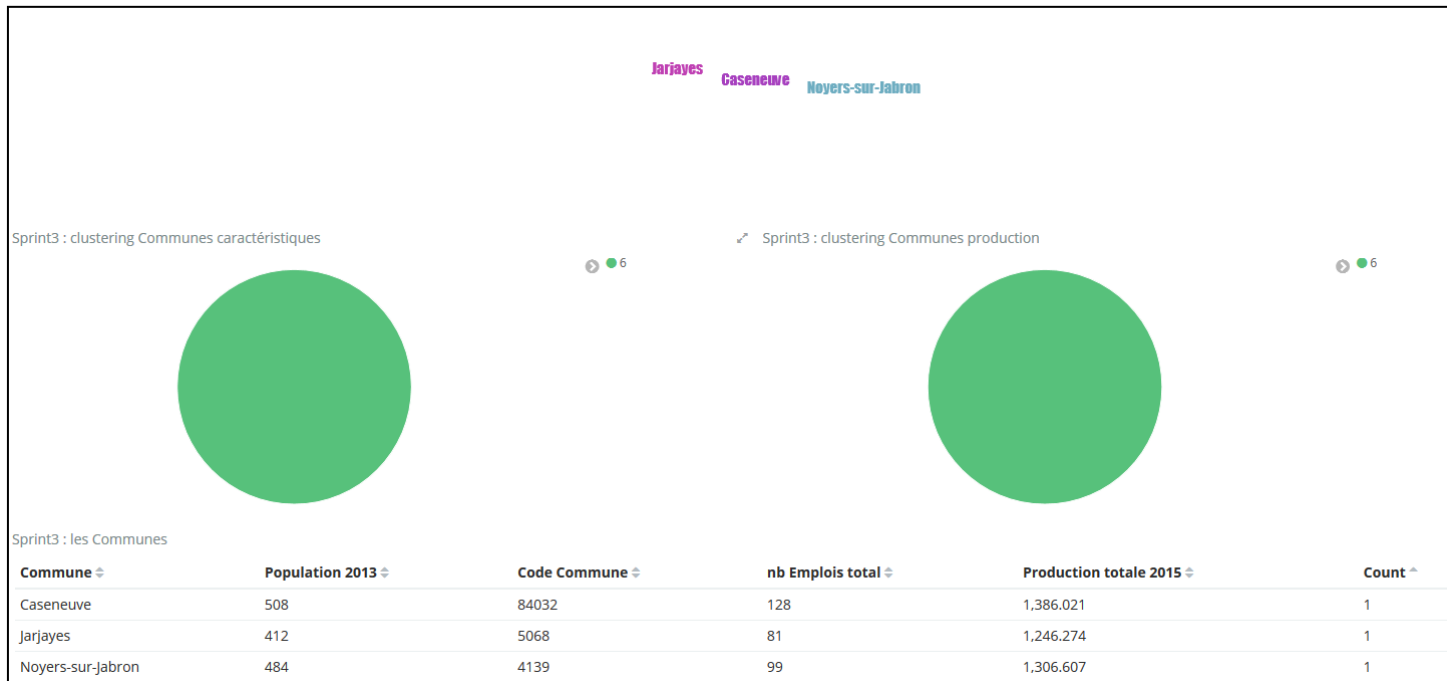 Jarjayes Caseneuve Noyers-sur-Jabron
Sprint3 : clustering Communes caractéristiques
6
Sprint3 : clustering Communes production
6
Sprint3 : les Communes
Commune Population 2013 Code Commune nb Emplois total Production totale 2015 Count
Caseneuve 508 84032 128 1,386.021 1
Jarjayes 412 5068 81 1,246.274 1
Noyers-sur-Jabron 484 4139 99 1,306.607 1